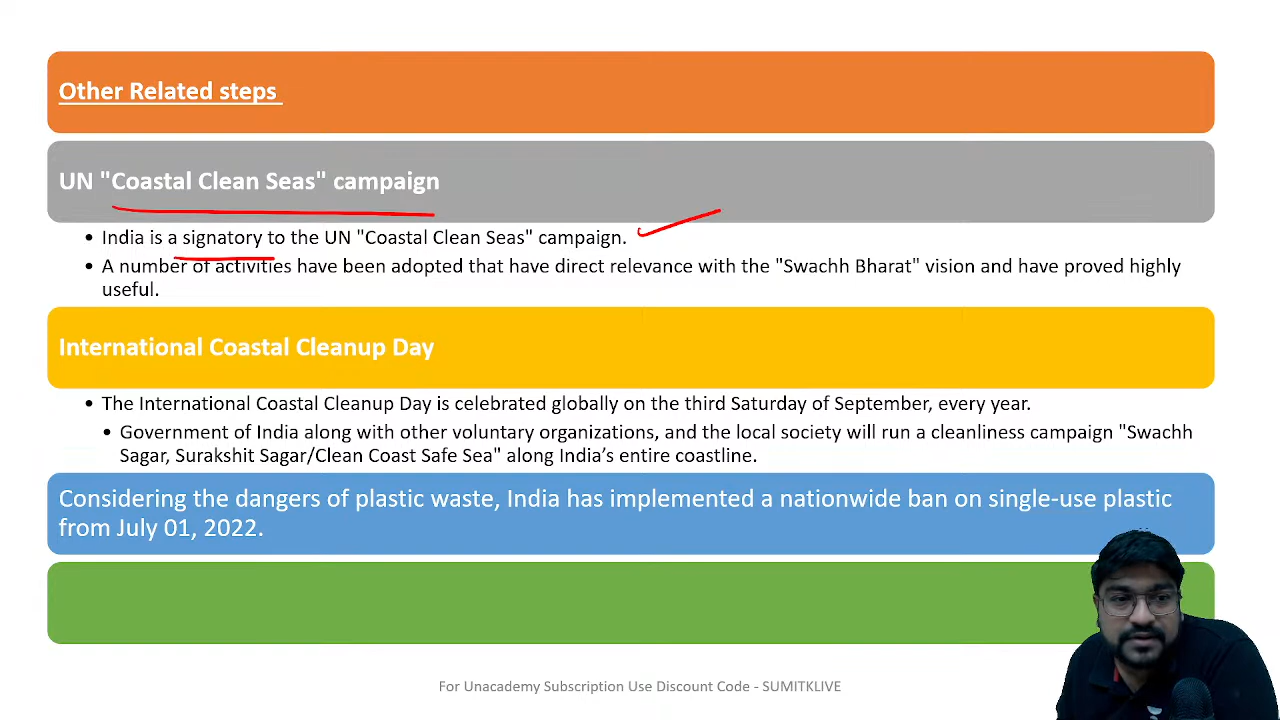 Other Related steps
UN "Coastal Clean Seas" campaign
• India is a signatory to the UN "Coastal Clean Seas" campaign.
• A number of activities have been adopted that have direct relevance with the "Swachh Bharat" vision and have proved highly
useful.
International Coastal Cleanup Day
• The International Coastal Cleanup Day is celebrated globally on the third Saturday of September, every year.
• Government of India along with other voluntary organizations, and the local society will run a cleanliness campaign "Swachh
Sagar, Surakshit Sagar/Clean Coast Safe Sea" along India’s entire coastline.
Considering the dangers of plastic waste, India has implemented a nationwide ban on single-use plastic
from July 01, 2022.
For Unacademy Subscription Use Discount Code - SUMITKLIVE